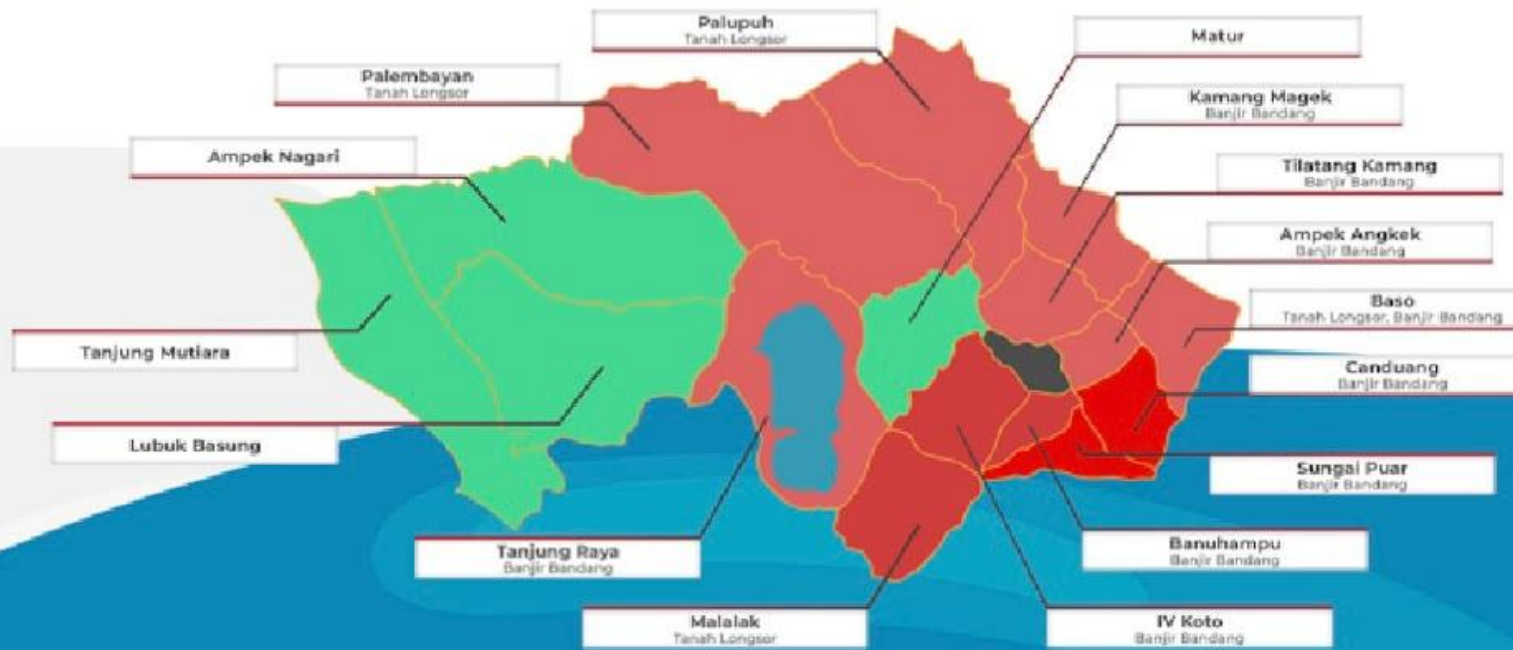 Palupuh
Tanah Longsor
Matur
Palembayan
Tanah Longsor
Kamang Magek
Banjir Bandang
Ampek Nagari
Tilatang Kamang
Banjir Bandang
Ampek Angkek
Banjir Bandang
Baso
Tanah Longsor, Banjir Bandang
Tanjung Mutiara
Canduang
Banjir Bandang
Lubuk Basung
Sungai Puar
Banjir Bandang
Tanjung Raya
Banjir Bandang
Banuhampu
Banjir Bandang
Malalak
Tanah Longsor
IV Koto
Banjir Bandang